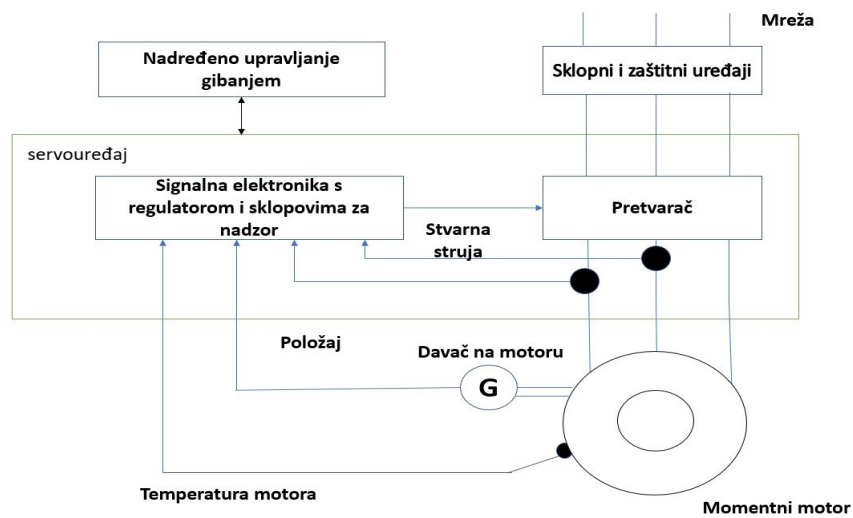 Mreža
Nadređeno upravljanje
gibanjem
Sklopni i zaštitni uređaji
servouređaj
Signalna elektronika s
regulatorom i sklopovima za
nadzor
Pretvarač
Stvarna
struja
Položaj
Davač na motoru
G
Temperatura motora
Momentni motor